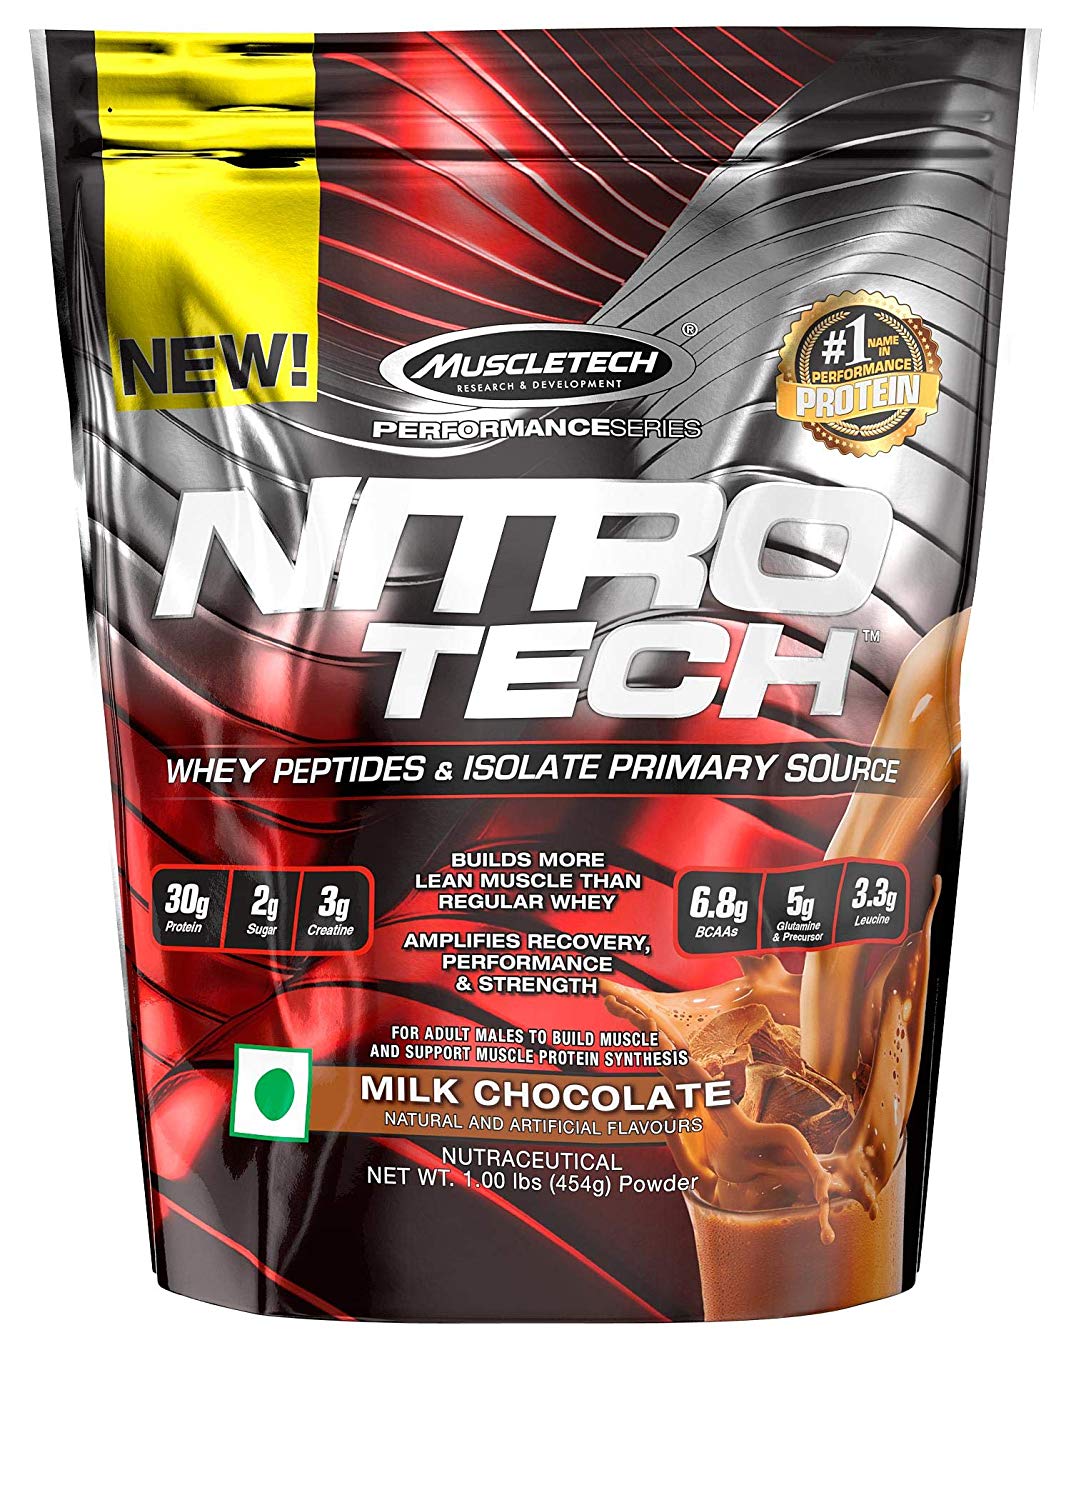 NEW!
MUSCLETECH®
RESEARCH & DEVELOPMENT
PERFORMANCESERIES
#1 NAME
IN
PERFORMANCE
PROTEIN
NITRO
TECH™
WHEY PEPTIDES & ISOLATE PRIMARY SOURCE
30g
Protein
2g
Sugar
3g
Creatine
BUILDS MORE
LEAN MUSCLE THAN
REGULAR WHEY
AMPLIFIES RECOVERY,
PERFORMANCE
& STRENGTH
6.8g
BCAAs
5g
Glutamine
& Precursor
3.3g
Leucine
FOR ADULT MALES TO BUILD MUSCLE
AND SUPPORT MUSCLE PROTEIN SYNTHESIS
MILK CHOCOLATE
NATURAL AND ARTIFICIAL FLAVOURS
NUTRACEUTICAL
NET WT. 1.00 lbs (454g) Powder